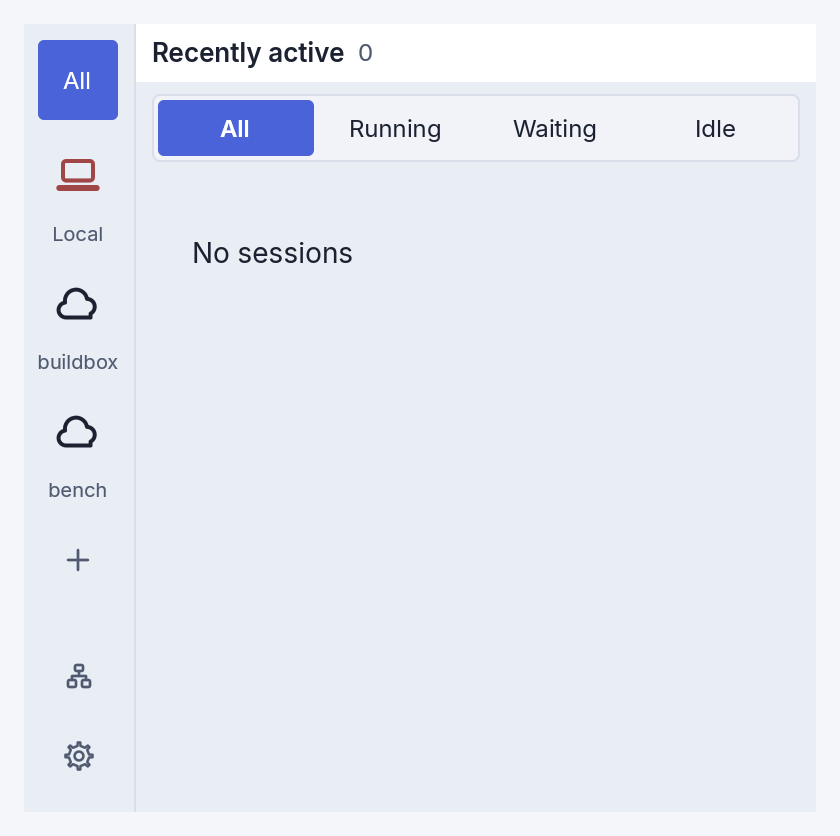 All
Local
buildbox
bench
Recently active 0
All Running Waiting Idle
No sessions